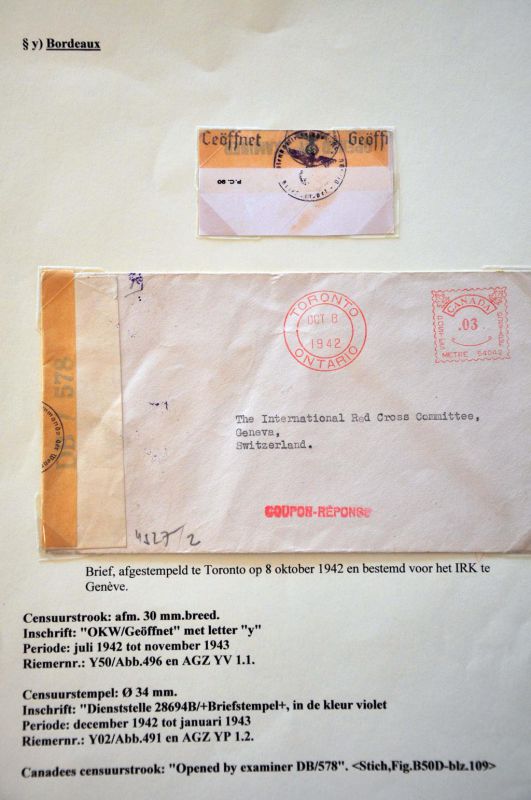 § y) Bordeaux
Geöffnet Geöffn
P.C. 90
TORONTO
OCT 8
1942
ONTARIO
CANADA
.03
METRE 54042
DB / 578
The International Red Cross Committee,
Geneva,
Switzerland.
COUPON-RÉPONSE
Brief, afgestempeld te Toronto op 8 oktober 1942 en bestemd voor het IRK te
Genève.
Censuurstrook: afm. 30 mm.breed.
Inschrift: "OKW/Geöffnet" met letter "y"
Periode: juli 1942 tot november 1943
Riemernr.: Y50/Abb.496 en AGZ YV 1.1.
Censuurstempel: Ø 34 mm.
Inschrift: "Dienststelle 28694B/+Briefstempel+, in de kleur violet
Periode: december 1942 tot januari 1943
Riemernr.: Y02/Abb.491 en AGZ YP 1.2.
Canadees censuurstrook: "Opened by examiner DB/578". <Stich,Fig.B50D-blz.109>